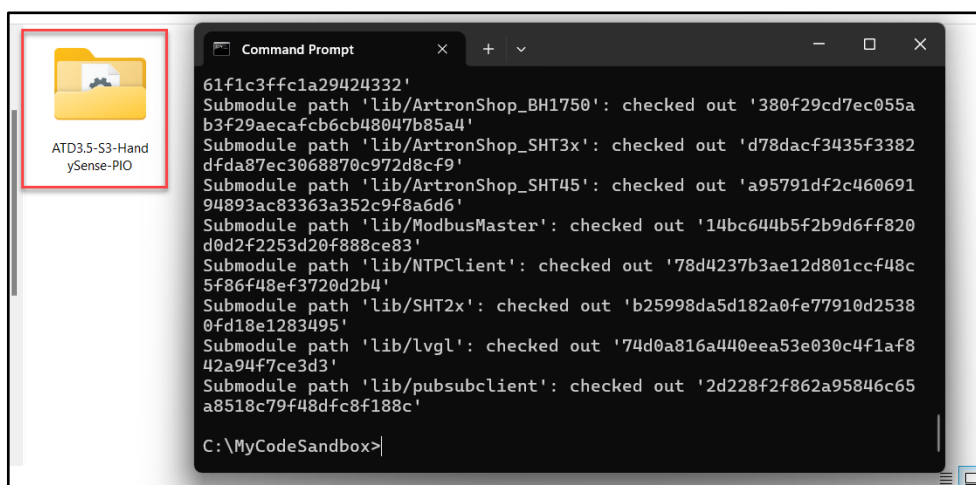 Command Prompt
61f1c3ffc1a29424332'
Submodule path 'lib/ArtronShop_BH1750': checked out '380f29cd7ec055a
b3f29aecafcb6cb48047b85a4'
Submodule path 'lib/ArtronShop_SHT3x': checked out 'd78dacf3435f3382
dfda87ec3068870c972d8cf9'
Submodule path 'lib/ArtronShop_SHT45': checked out 'a95791df2c460691
94893ac83363a352c9f8a6d6'
Submodule path 'lib/ModbusMaster': checked out '14bc644b5f2b9d6ff820
d0d2f2253d20f888ce83'
Submodule path 'lib/NTPClient': checked out '78d4237b3ae12d801ccf48c
5f86f48ef3720d2b4'
Submodule path 'lib/SHT2x': checked out 'b25998da5d182a0fe77910d2538
0fd18e1283495'
Submodule path 'lib/lvgl': checked out '74d0a816a440eea53e030c4f1af8
42a94f7ce3d3'
Submodule path 'lib/pubsubclient': checked out '2d228f2f862a95846c65
a8518c79f48dfc8f188c'
C:\MyCodeSandbox>
ATD3.5-S3-Hand
ySense-PIO